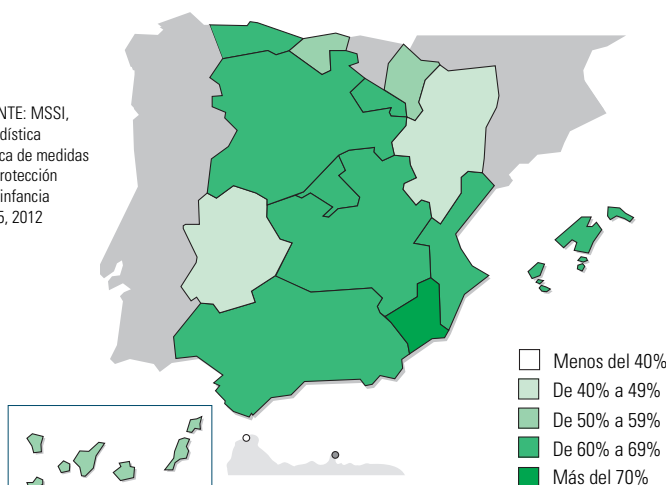 NTE: MSSI,
dística
ca de medidas
rotección
infancia
5, 2012
Menos del 40%
De 40% a 49%
De 50% a 59%
De 60% a 69%
Más del 70%